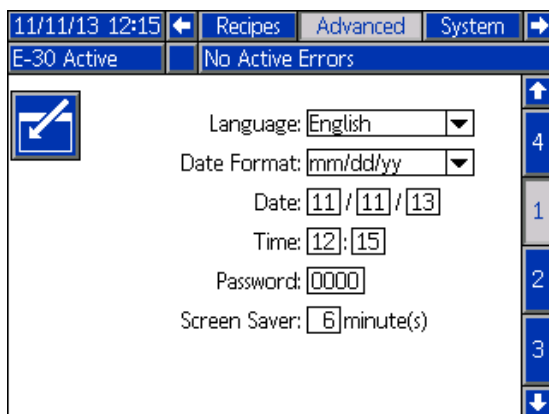 11/11/13 12:15 Recipes Advanced System
E-30 Active No Active Errors
Language: English
Date Format: mm/dd/yy
Date: 11 / 11 / 13
Time: 12 : 15
Password: 0000
Screen Saver: 6 minute(s)
4
1
2
3